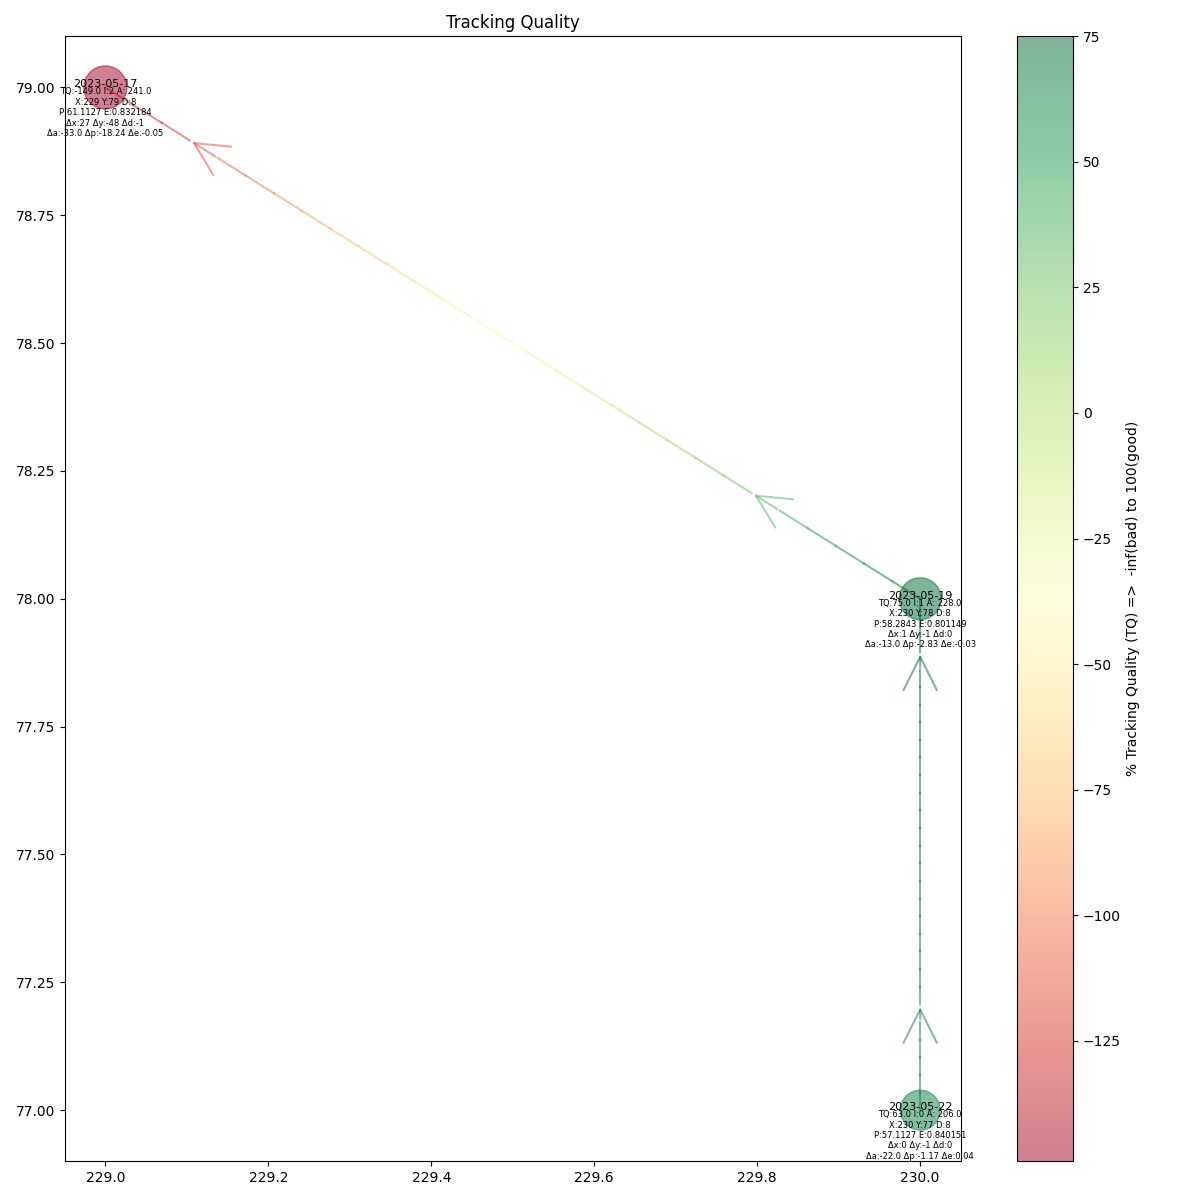 Tracking Quality
79.00
78.75
78.50
78.25
78.00
77.75
77.50
77.25
77.00
229.0
229.2
229.4
229.6
229.8
230.0
2023-05-17
TQ:-149.0 I:2 A: 241.0
X:229 Y:79 D:8
P:61.1127 E:0.832184
Δx:27 Δy:-48 Δd:-1
Δa:-33.0 Δp:-18.24 Δe:-0.05
2023-05-19
TQ:75.0 I:1 A: 228.0
X:230 Y:78 D:8
P:58.2843 E:0.801149
Δx:1 Δy:-1 Δd:0
Δa:-13.0 Δp:-2.83 Δe:-0.03
2023-05-22
TQ:63.0 I:0 A: 206.0
X:230 Y:77 D:8
P:57.1127 E:0.840151
Δx:0 Δy:-1 Δd:0
Δa:-22.0 Δp:-1.17 Δe:0.04
75
50
25
0
−25
−50
−75
−100
−125
% Tracking Quality (TQ) => -inf(bad) to 100(good)